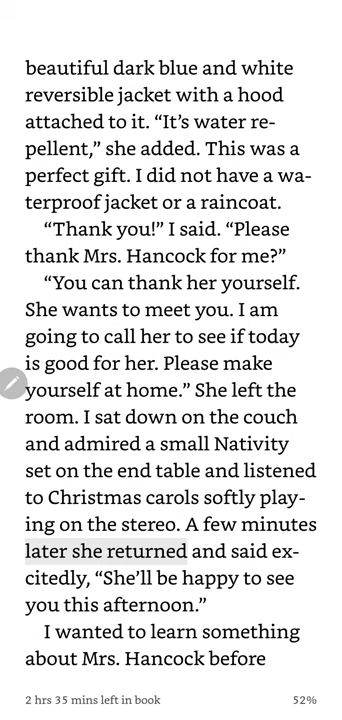 beautiful dark blue and white
reversible jacket with a hood
attached to it. “It’s water re-
pellent,” she added. This was a
perfect gift. I did not have a wa-
terproof jacket or a raincoat.
“Thank you!” I said. “Please
thank Mrs. Hancock for me?”
“You can thank her yourself.
She wants to meet you. I am
going to call her to see if today
is good for her. Please make
yourself at home.” She left the
room. I sat down on the couch
and admired a small Nativity
set on the end table and listened
to Christmas carols softly play-
ing on the stereo. A few minutes
later she returned and said ex-
citedly, “She’ll be happy to see
you this afternoon.”
I wanted to learn something
about Mrs. Hancock before
2 hrs 35 mins left in book 52%